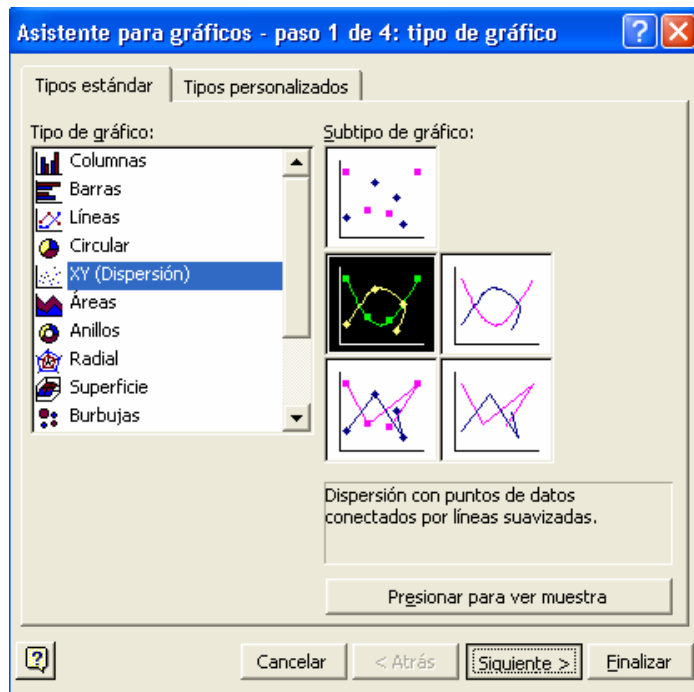 Asistente para gráficos - paso 1 de 4: tipo de gráfico
Tipos estándar
Tipos personalizados
Tipo de gráfico:
Columnas
Barras
Líneas
Circular
XY (Dispersión)
Áreas
Anillos
Radial
Superficie
Burbujas
Subtipo de gráfico:
Dispersión con puntos de datos
conectados por líneas suavizadas.
Presionar para ver muestra
Cancelar
< Atrás
Siguiente >
Finalizar